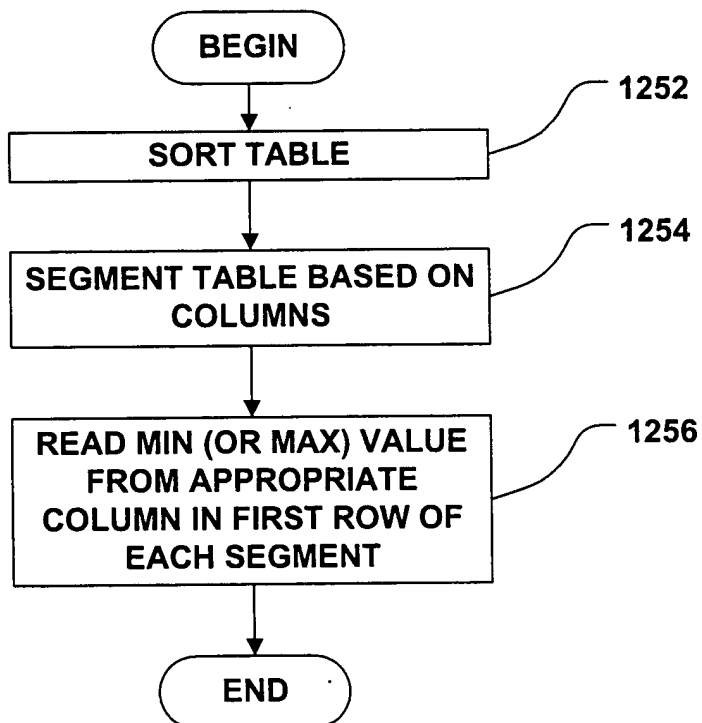 BEGIN
1252
SORT TABLE
1254
SEGMENT TABLE BASED ON
COLUMNS
1256
READ MIN (OR MAX) VALUE
FROM APPROPRIATE
COLUMN IN FIRST ROW OF
EACH SEGMENT
END